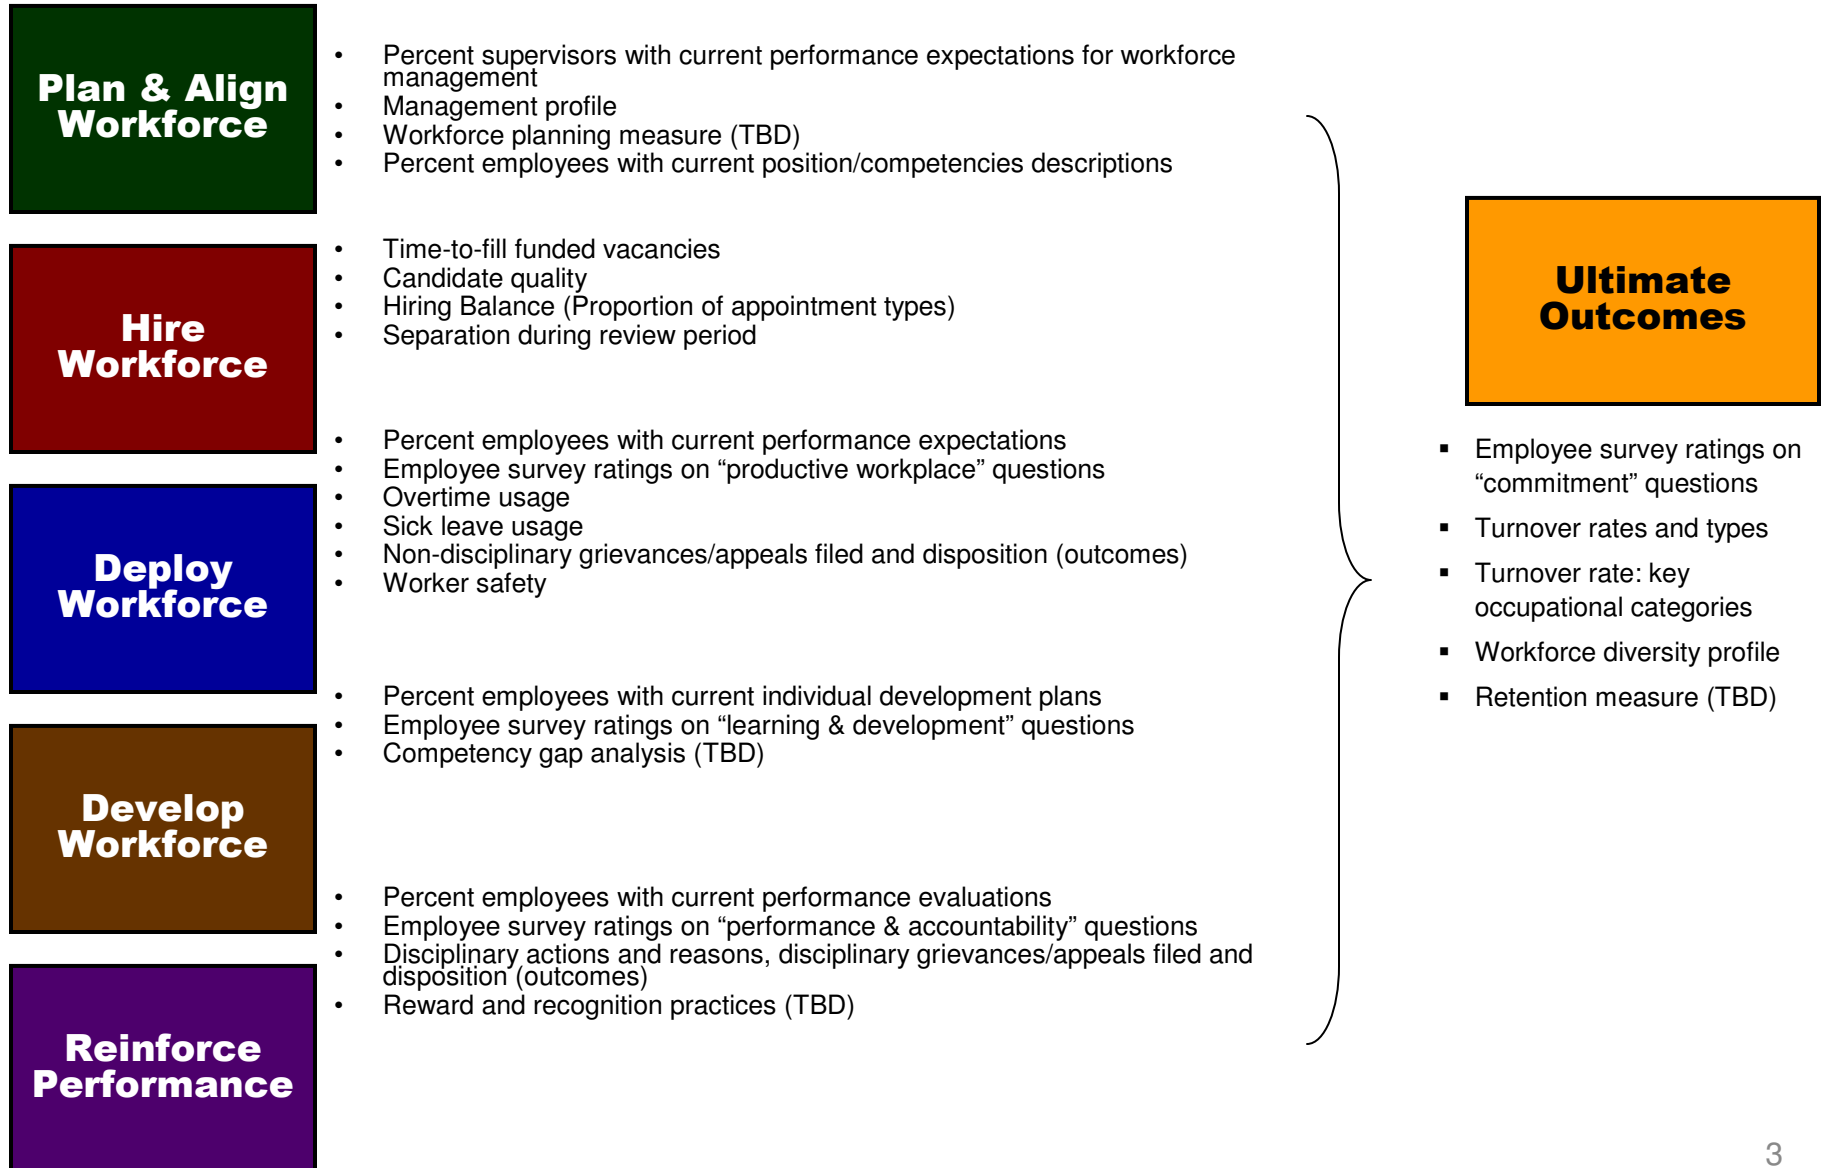 Plan & Align
Workforce
• Percent supervisors with current performance expectations for workforce
management
• Management profile
• Workforce planning measure (TBD)
• Percent employees with current position/competencies descriptions
Hire
Workforce
• Time-to-fill funded vacancies
• Candidate quality
• Hiring Balance (Proportion of appointment types)
• Separation during review period
Deploy
Workforce
• Percent employees with current performance expectations
• Employee survey ratings on “productive workplace” questions
• Overtime usage
• Sick leave usage
• Non-disciplinary grievances/appeals filed and disposition (outcomes)
• Worker safety
Develop
Workforce
• Percent employees with current individual development plans
• Employee survey ratings on “learning & development” questions
• Competency gap analysis (TBD)
Reinforce
Performance
• Percent employees with current performance evaluations
• Employee survey ratings on “performance & accountability” questions
• Disciplinary actions and reasons, disciplinary grievances/appeals filed and
disposition (outcomes)
• Reward and recognition practices (TBD)
Ultimate
Outcomes
▪ Employee survey ratings on
“commitment” questions
▪ Turnover rates and types
▪ Turnover rate: key
occupational categories
▪ Workforce diversity profile
▪ Retention measure (TBD)
3